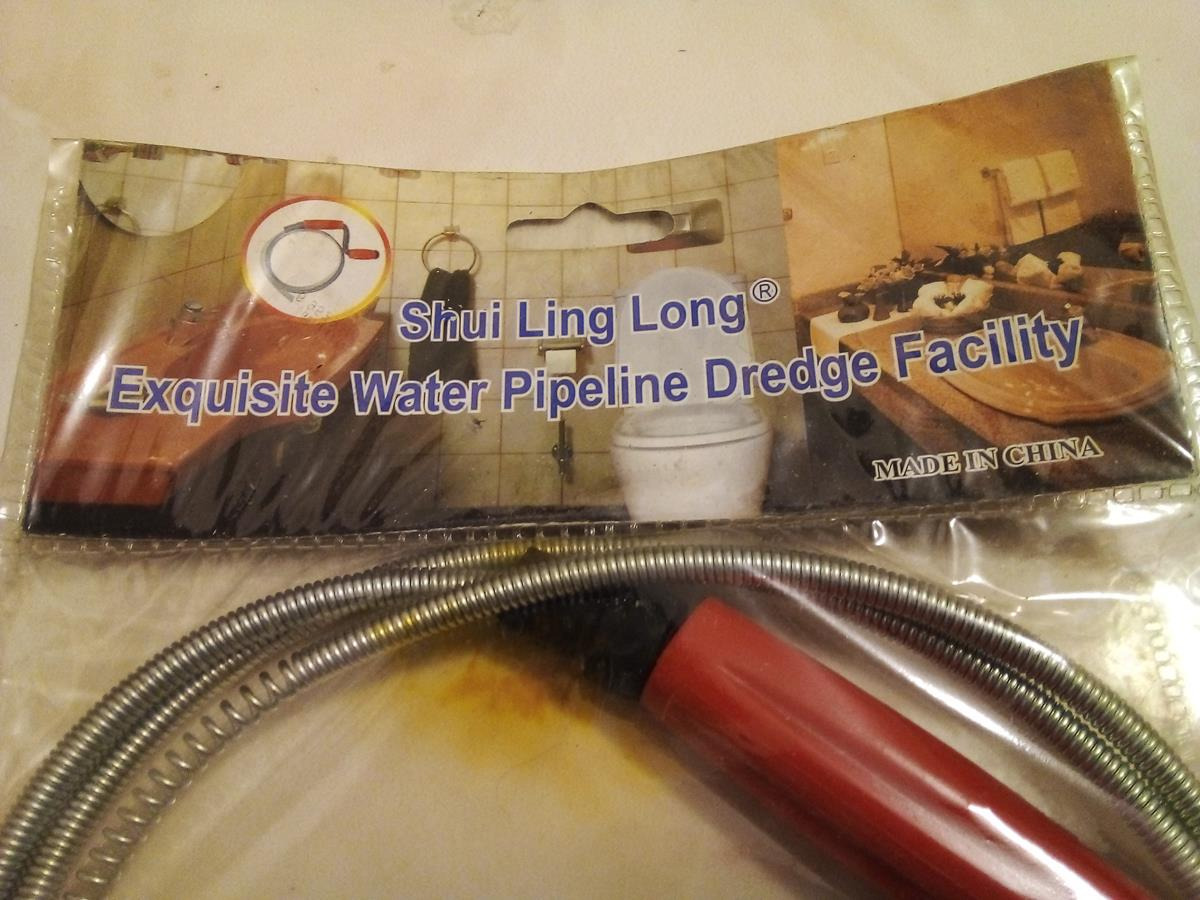 Shui Ling Long®
Exquisite Water Pipeline Dredge Facility
MADE IN CHINA